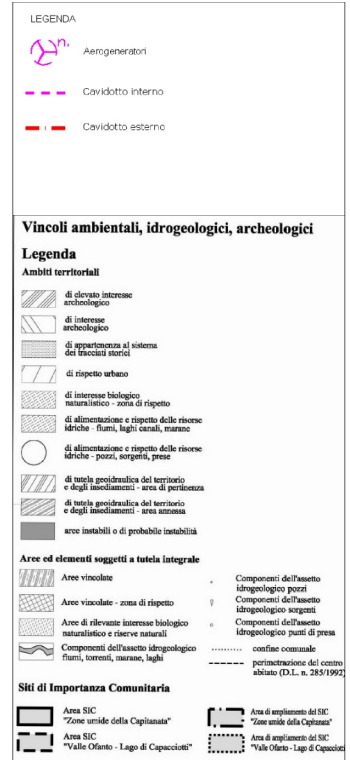 LEGENDA
n.
Aerogeneratori
Cavidotto interno
Cavidotto esterno
Vincoli ambientali, idrogeologici, archeologici
Legenda
Ambiti territoriali
di elevato interesse
archeologico
di interesse
archeologico
di appartenenza al sistema
dei tracciati storici
di rispetto urbano
di interesse biologico
naturalistico - zona di rispetto
di alimentazione e rispetto delle risorse
idriche - fiumi, laghi canali, marane
di alimentazione e rispetto delle risorse
idriche - pozzi, sorgenti, prese
di tutela geoidraulica del territorio
e degli insediamenti - area di pertinenza
di tutela geoidraulica del territorio
e degli insediamenti - area annessa
aree instabili o di probabile instabilità
Aree ed elementi soggetti a tutela integrale
Aree vincolate
Aree vincolate - zona di rispetto
Aree di rilevante interesse biologico
naturalistico e riserve naturali
Componenti dell'assetto idrogeologico
fiumi, torrenti, marane, laghi
Componenti dell'assetto
idrogeologico pozzi
Componenti dell'assetto
idrogeologico sorgenti
Componenti dell'assetto
idrogeologico punti di presa
confine comunale
perimetrazione del centro
abitato (D.L. n. 285/1992)
Siti di Importanza Comunitaria
Area SIC
"Zone umide della Capitanata"
Area SIC
"Valle Ofanto - Lago di Capacciotti"
Area di ampliamento del SIC
"Zone umide della Capitanata"
Area di ampliamento del SIC
"Valle Ofanto - Lago di Capacciotti"